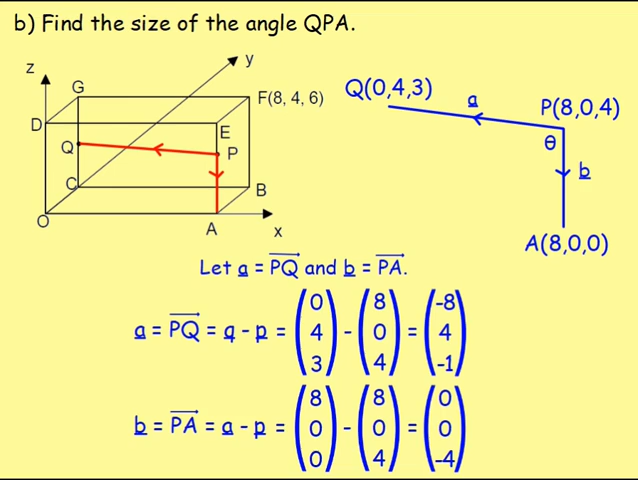 b) Find the size of the angle QPA.
z
y
G
F(8, 4, 6)
D
E
Q
P
C
B
O
A
x
Q(0,4,3)
a
P(8,0,4)
θ
b
A(8,0,0)
Let a = PQ and b = PA.
a = PQ = q - p = (0 4 3) - (8 0 4) = (-8 4 -1)
b = PA = a - p = (8 0 0) - (8 0 4) = (0 0 -4)